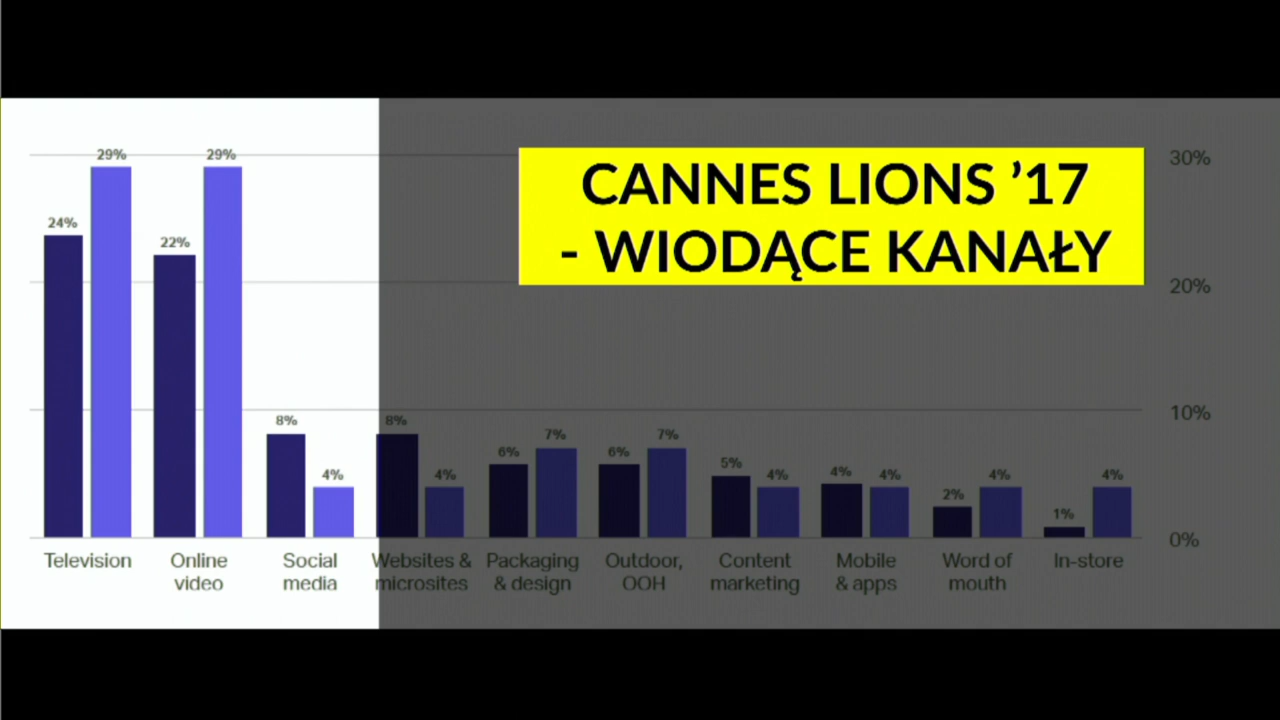 CANNES LIONS ’17
- WIODĄCE KANAŁY
30%
20%
10%
0%
24%
29%
22%
29%
8%
4%
8%
4%
6%
7%
6%
7%
5%
4%
4%
4%
2%
4%
1%
4%
Television
Online
video
Social
media
Websites &
microsites
Packaging
& design
Outdoor,
OOH
Content
marketing
Mobile
& apps
Word of
mouth
In-store